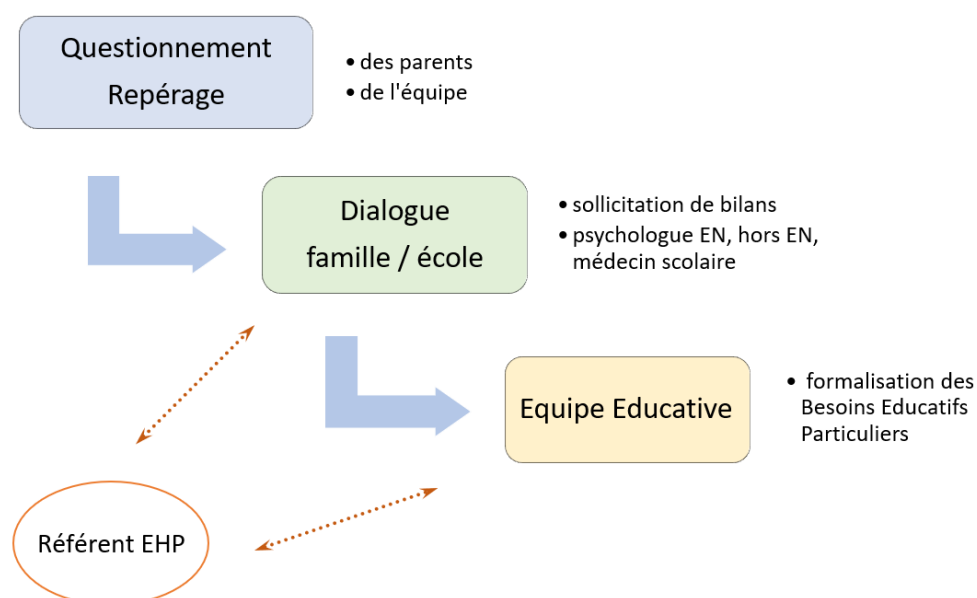 Questionnement
Repérage
• des parents
• de l'équipe
Dialogue
famille / école
• sollicitation de bilans
• psychologue EN, hors EN,
médecin scolaire
Equipe Educative
• formalisation des
Besoins Educatifs
Particuliers
Référent EHP